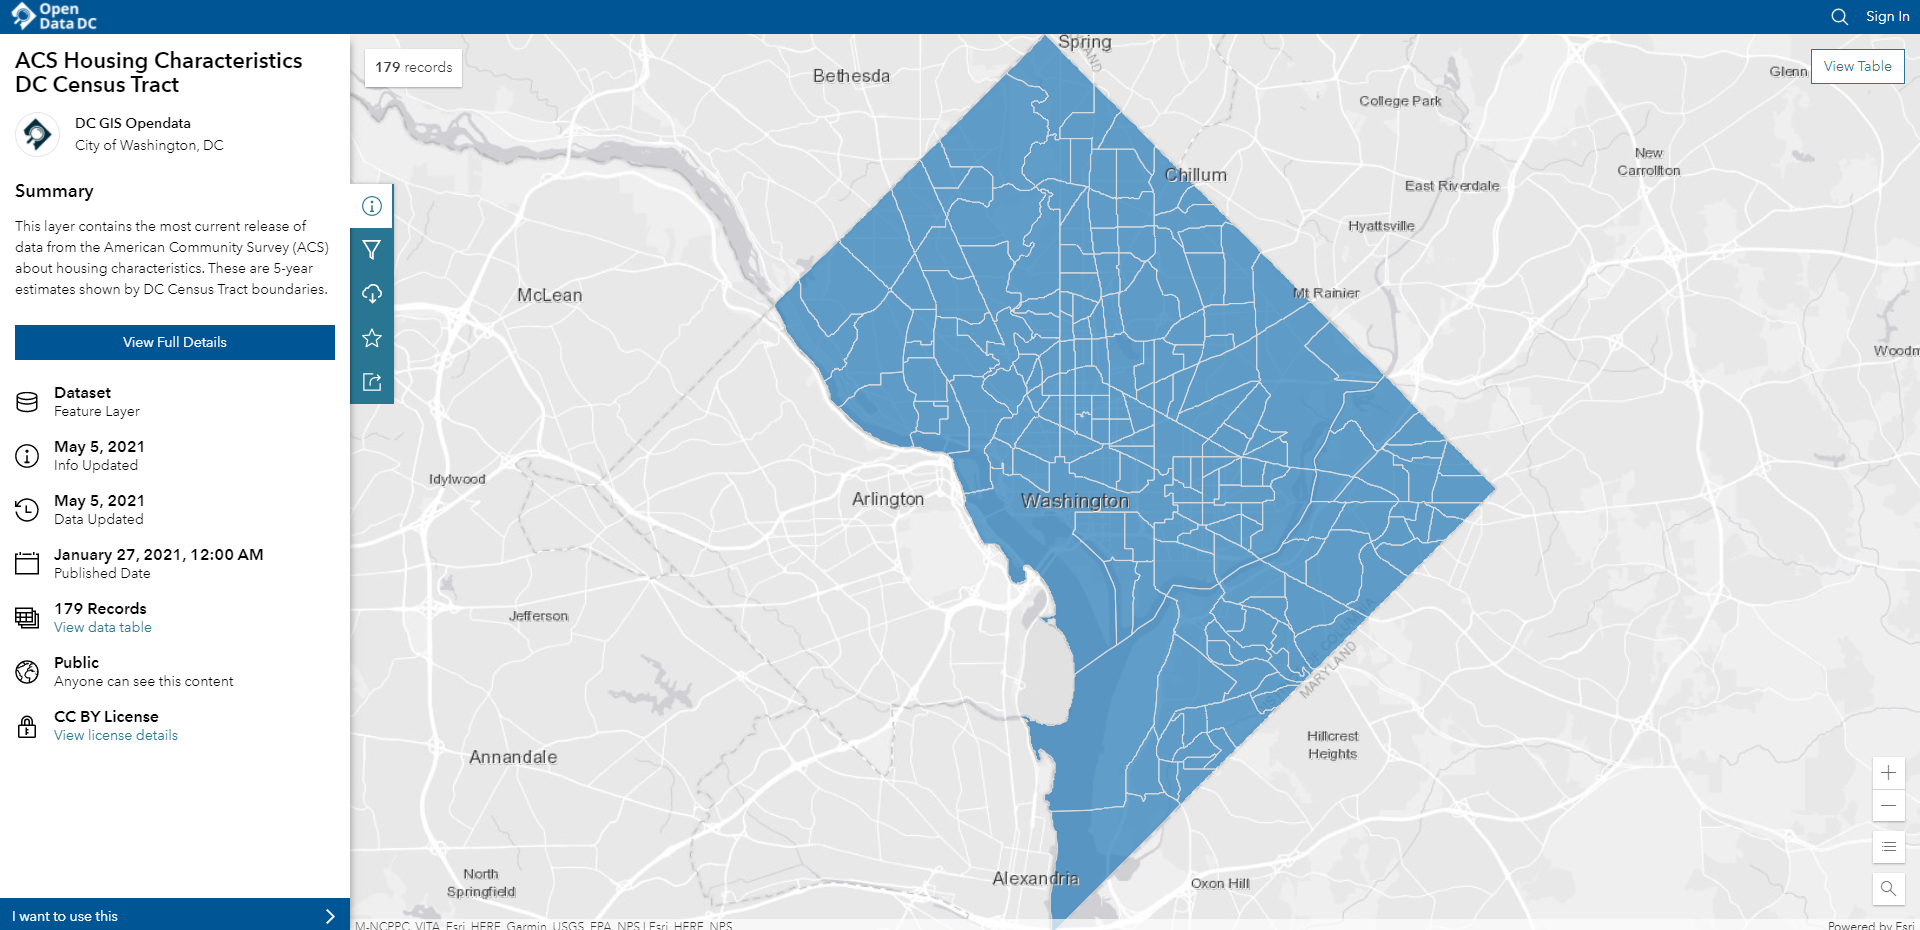 Open
Data DC
Sign In
ACS Housing Characteristics
DC Census Tract
DC GIS Opendata
City of Washington, DC
Summary
This layer contains the most current release of
data from the American Community Survey (ACS)
about housing characteristics. These are 5-year
estimates shown by DC Census Tract boundaries.
View Full Details
Dataset
Feature Layer
May 5, 2021
Info Updated
May 5, 2021
Data Updated
January 27, 2021, 12:00 AM
Published Date
179 Records
View data table
Public
Anyone can see this content
CC BY License
View license details
I want to use this
179 records
View Table
Spring
Bethesda
Glenn
College Park
New
Carrollton
Chillum
East Riverdale
Hyattsville
McLean
Mt Rainier
Woodm
Idylwood
Arlington
Washington
Jefferson
COLUMBIA
MARYLAND
Hillcrest
Heights
Annandale
North
Springfield
Alexandria
Oxon Hill
M-NCPPC, VITA, Esri, HERE, Garmin, USGS, EPA, NPS | Esri, HERE, NPS
Powered by Esri